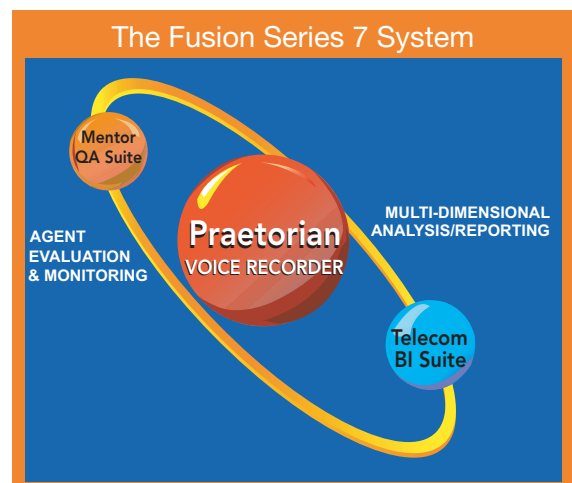 The Fusion Series 7 System
Mentor
QA Suite
Praetorian
VOICE RECORDER
MULTI-DIMENSIONAL
ANALYSIS/REPORTING
AGENT
EVALUATION
& MONITORING
Telecom
BI Suite